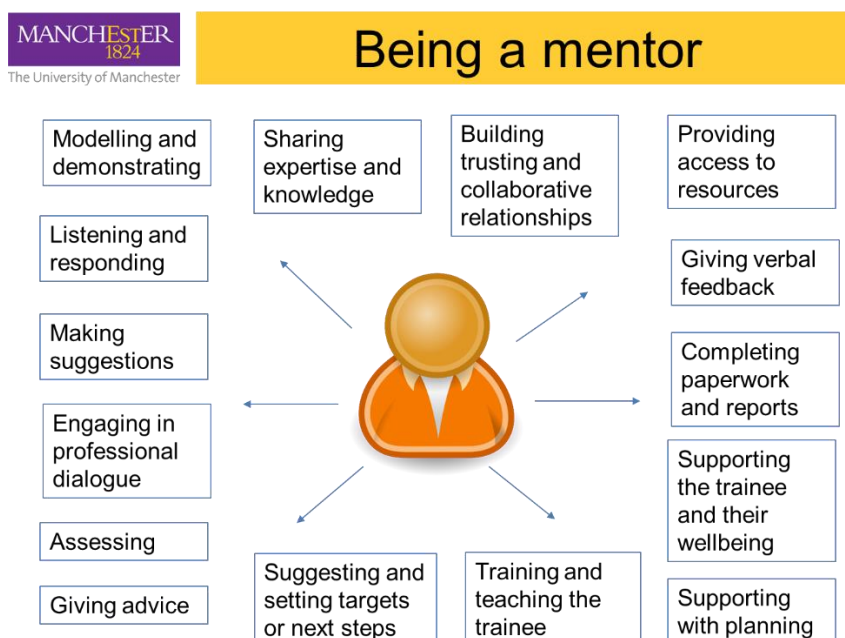 MANCHESTER
1824
The University of Manchester
Being a mentor
Modelling and
demonstrating
Sharing
expertise and
knowledge
Building
trusting and
collaborative
relationships
Providing
access to
resources
Listening and
responding
Giving verbal
feedback
Making
suggestions
Completing
paperwork
and reports
Engaging in
professional
dialogue
Supporting
the trainee
and their
wellbeing
Assessing
Suggesting and
setting targets
or next steps
Training and
teaching the
trainee
Giving advice
Supporting
with planning